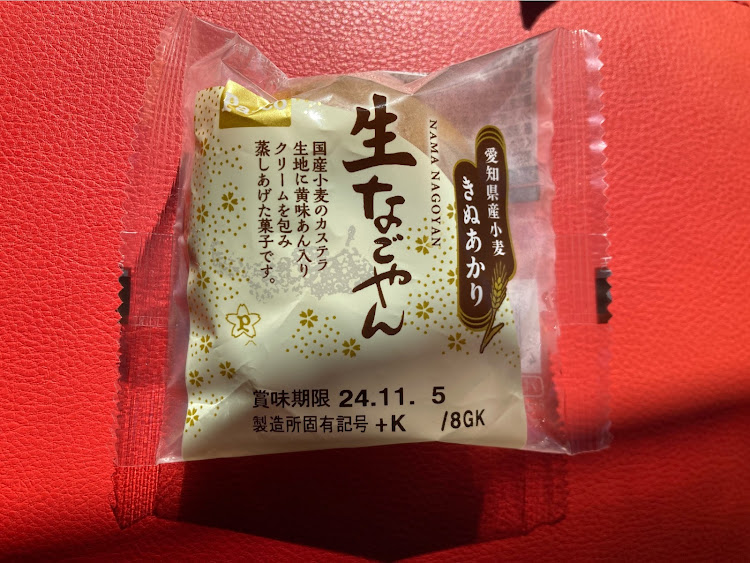 Pasco
生なごやん
NAMA NAGOYAN
愛知県産小麦
きぬあかり
国産小麦のカステラ
生地に黄味あん入り
クリームを包み
蒸しあげた菓子です。
P
賞味期限 24.11. 5
製造所固有記号 +K /8GK